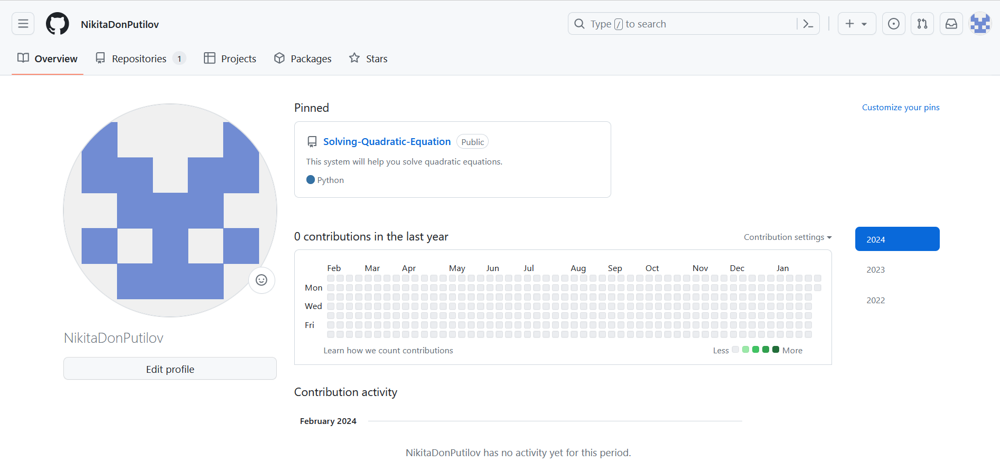 NikitaDonPutilov
Type / to search
Overview Repositories 1 Projects Packages Stars
Pinned
Customize your pins
Solving-Quadratic-Equation Public
This system will help you solve quadratic equations.
Python
0 contributions in the last year
Contribution settings
2024
2023
2022
Feb Mar Apr May Jun Jul Aug Sep Oct Nov Dec Jan
Mon
Wed
Fri
Learn how we count contributions
Less More
NikitaDonPutilov
Edit profile
Contribution activity
February 2024
NikitaDonPutilov has no activity yet for this period.